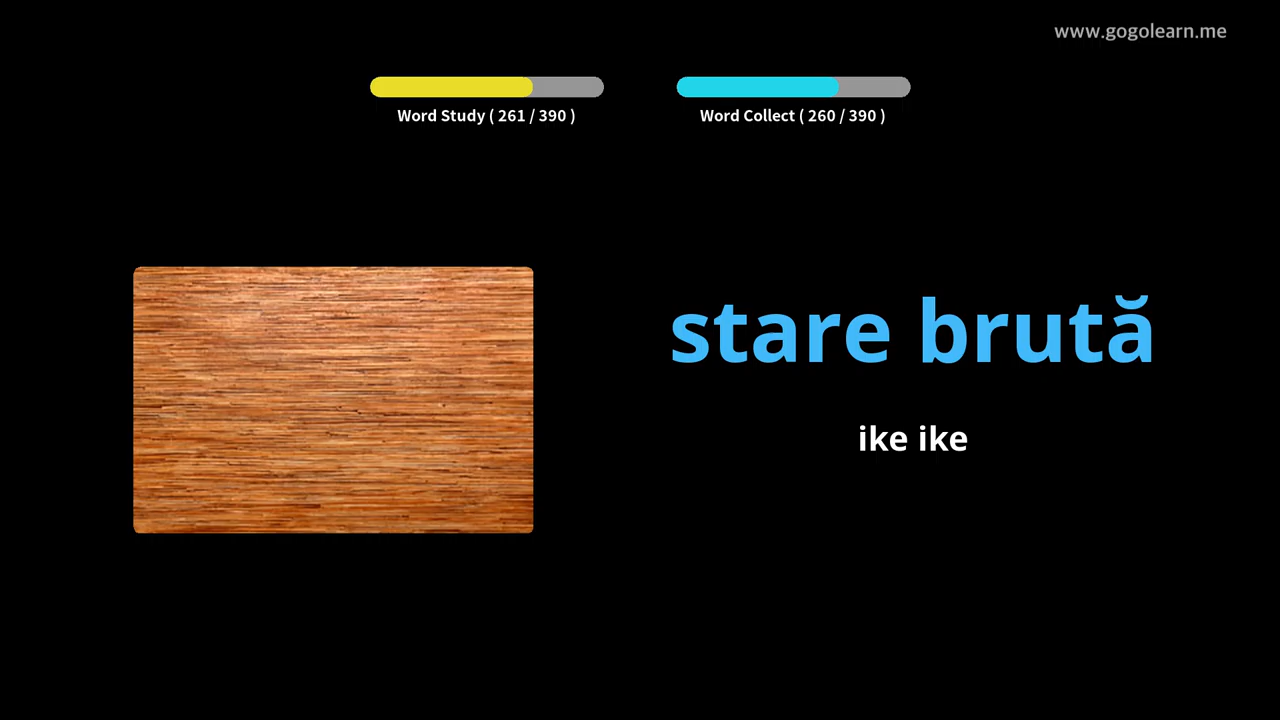 www.gogolearn.me
Word Study ( 261 / 390 )
Word Collect ( 260 / 390 )
stare brută
ike ike